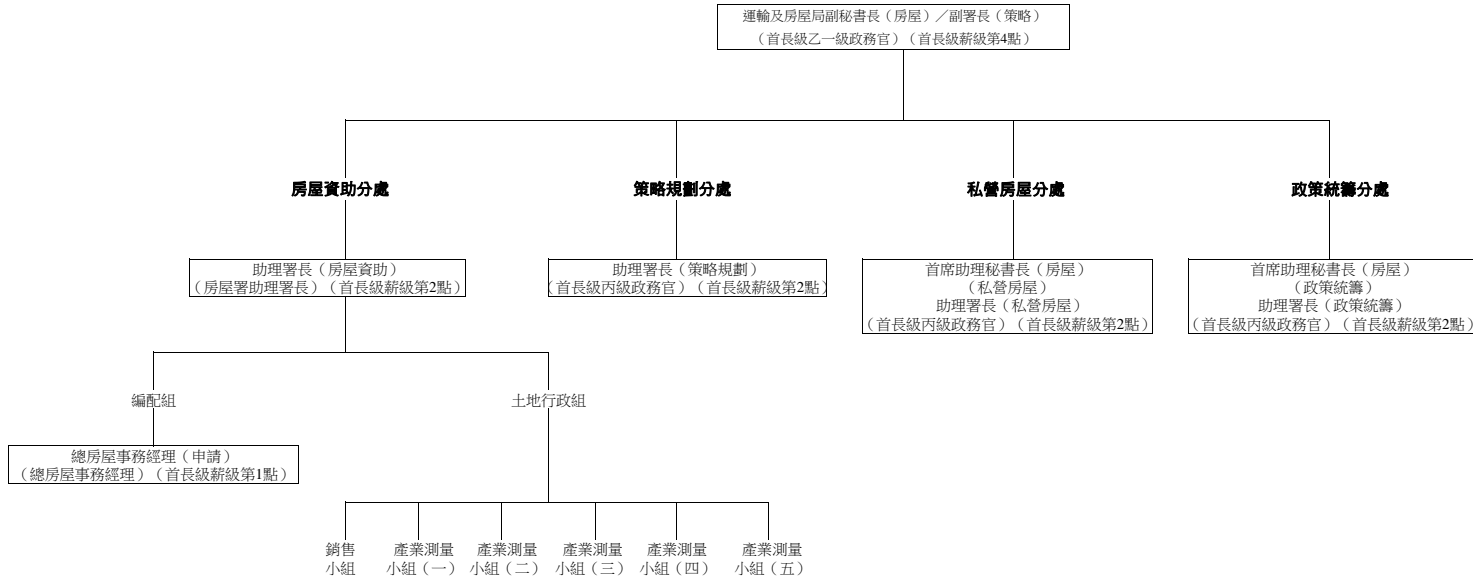 運輸及房屋局副秘書長（房屋）／副署長（策略）
（首長級乙一級政務官）（首長級薪級第4點）
房屋資助分處
策略規劃分處
私營房屋分處
政策統籌分處
助理署長（房屋資助）
（房屋署助理署長）（首長級薪級第2點）
助理署長（策略規劃）
（首長級丙級政務官）（首長級薪級第2點）
首席助理秘書長（房屋）
（私營房屋）
助理署長（私營房屋）
（首長級丙級政務官）（首長級薪級第2點）
首席助理秘書長（房屋）
（政策統籌）
助理署長（政策統籌）
（首長級丙級政務官）（首長級薪級第2點）
編配組
土地行政組
總房屋事務經理（申請）
（總房屋事務經理）（首長級薪級第1點）
銷售
小組
產業測量
小組（一）
產業測量
小組（二）
產業測量
小組（三）
產業測量
小組（四）
產業測量
小組（五）